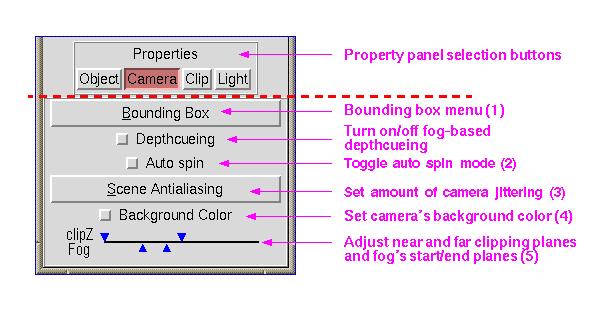 Properties
Property panel selection buttons
Object Camera Clip Light
Bounding Box
Bounding box menu (1)
Depthcueing
Turn on/off fog-based
depthcueing
Auto spin
Toggle auto spin mode (2)
Scene Antialiasing
Set amount of camera jittering (3)
Background Color
Set camera's background color (4)
clipZ
Fog
Adjust near and far clipping planes
and fog's start/end planes (5)